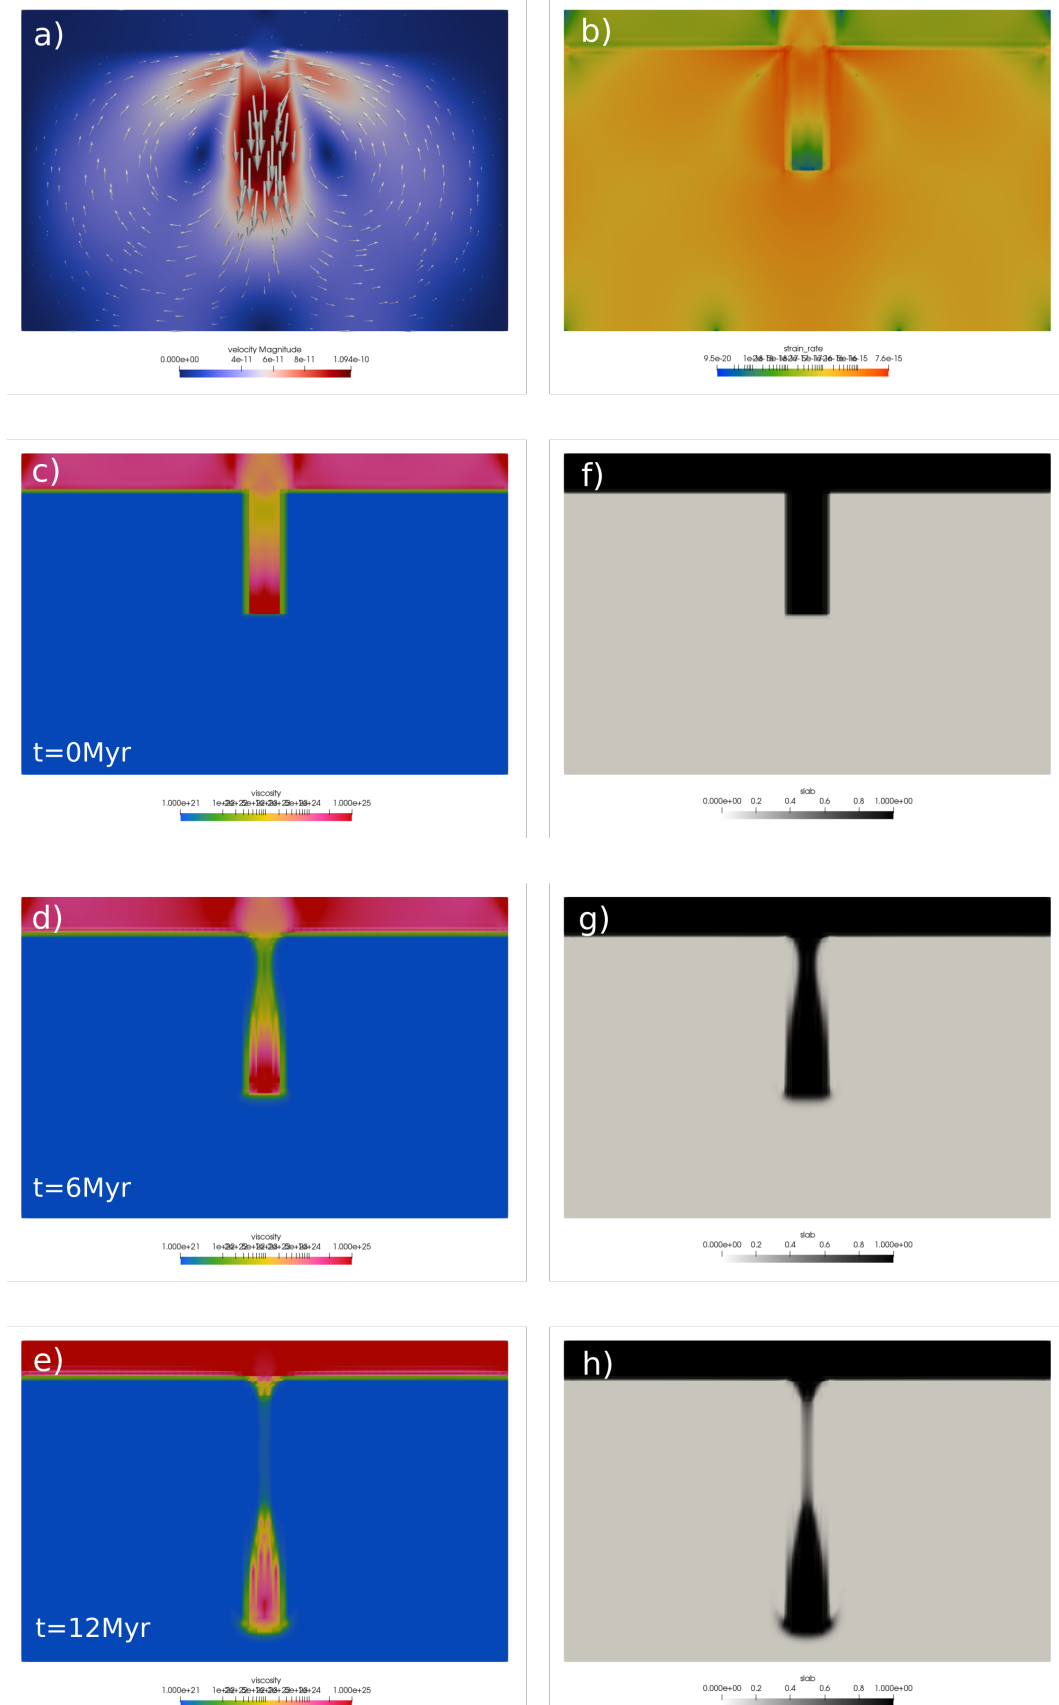 a)
velocity Magnitude
0.000e+00 4e-11 6e-11 8e-11 1.094e-10
b)
strain_rate
9.5e-20 7.6e-15
c)
t=0Myr
viscosity
1.000e+21 1.000e+25
f)
slab
0.000e+00 0.2 0.4 0.6 0.8 1.000e+00
d)
t=6Myr
viscosity
1.000e+21 1.000e+25
g)
slab
0.000e+00 0.2 0.4 0.6 0.8 1.000e+00
e)
t=12Myr
viscosity
1.000e+21 1.000e+25
h)
slab
0.000e+00 0.2 0.4 0.6 0.8 1.000e+00